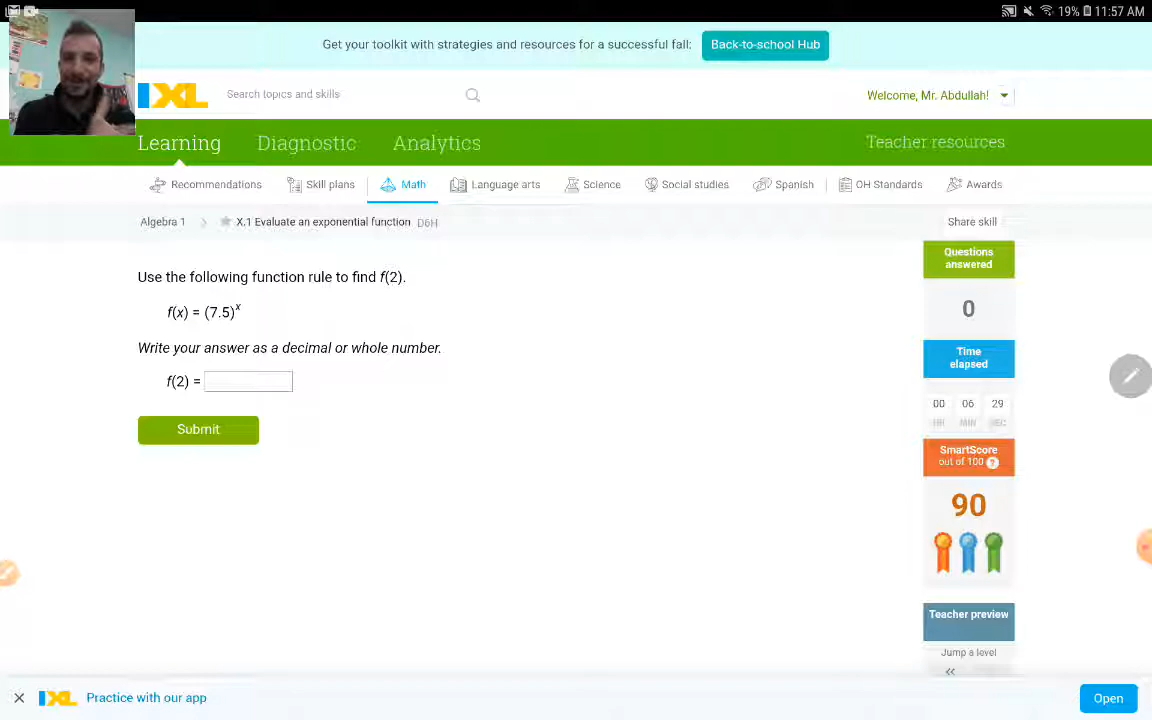 19% 11:57 AM
Get your toolkit with strategies and resources for a successful fall: Back-to-school Hub
IXL Search topics and skills Welcome, Mr. Abdullah!
Learning Diagnostic Analytics Teacher resources
Recommendations Skill plans Math Language arts Science Social studies Spanish OH Standards Awards
Algebra 1 > X.1 Evaluate an exponential function D6H Share skill
Use the following function rule to find f(2).
f(x) = (7.5)^x
Write your answer as a decimal or whole number.
f(2) =
Submit
Questions
answered
0
Time
elapsed
00 06 29
HR MIN SEC
SmartScore
out of 100 ?
90
Teacher preview
Jump a level
<<
IXL Practice with our app Open